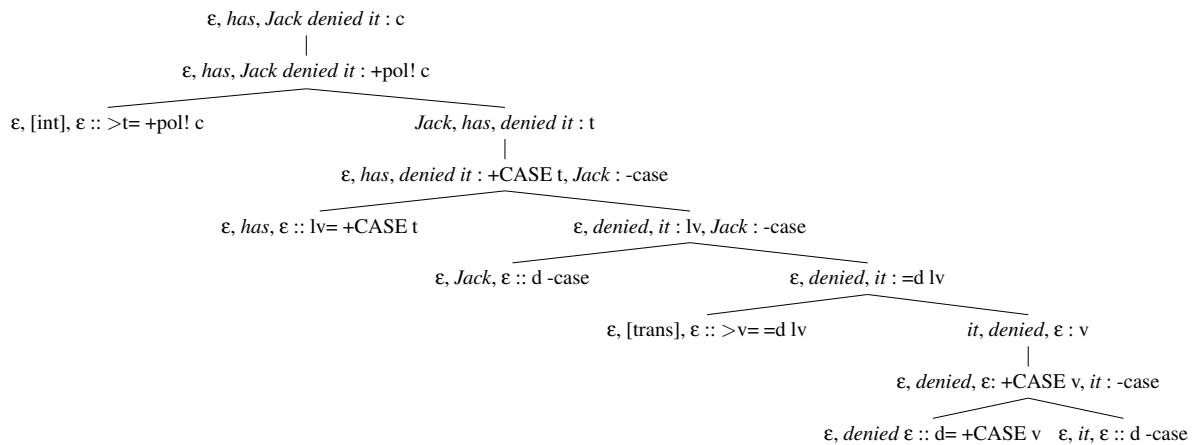 ε, has, Jack denied it : c
ε, has, Jack denied it : +pol! c
ε, [int], ε :: >t= +pol! c Jack, has, denied it : t
ε, has, denied it : +CASE t, Jack : -case
ε, has, ε :: lv= +CASE t ε, denied, it : lv, Jack : -case
ε, Jack, ε :: d -case ε, denied, it : =d lv
ε, [trans], ε :: >v= =d lv it, denied, ε : v
ε, denied, ε: +CASE v, it : -case
ε, denied ε :: d= +CASE v ε, it, ε :: d -case